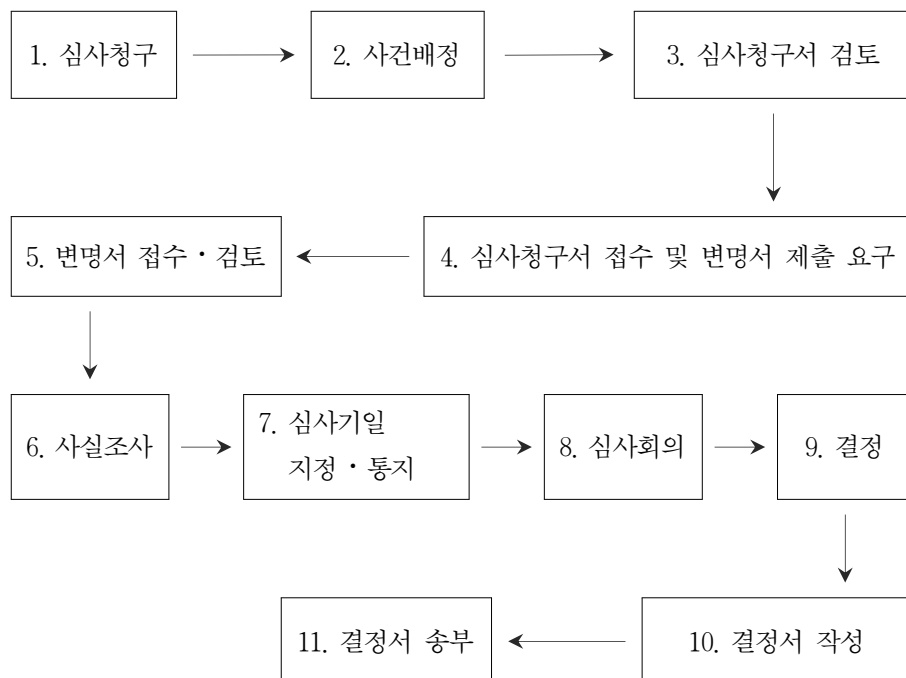 1. 심사청구
2. 사건배정
3. 심사청구서 검토
4. 심사청구서 접수 및 변명서 제출 요구
5. 변명서 접수・검토
6. 사실조사
7. 심사기일
지정・통지
8. 심사회의
9. 결정
10. 결정서 작성
11. 결정서 송부